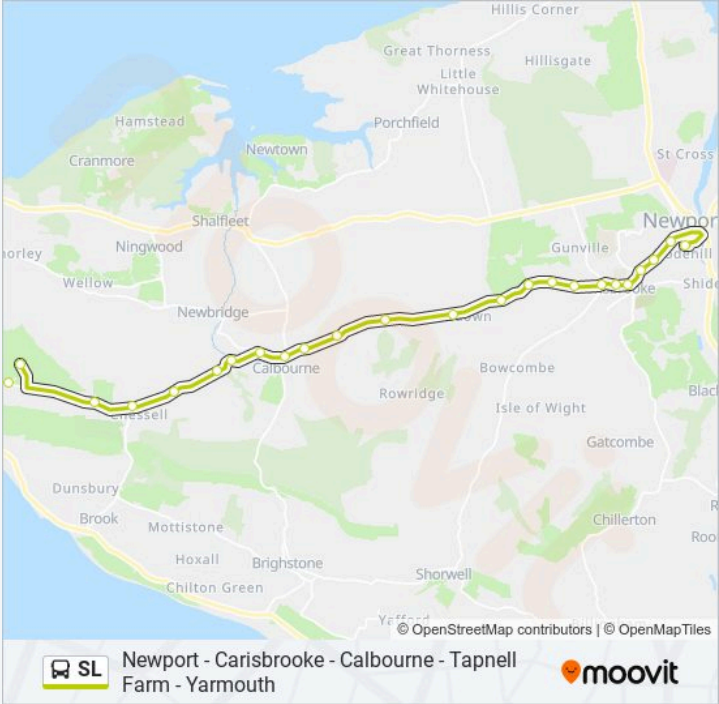 Hillis Corner
Great Thorness
Hillisgate
Little
Whitehouse
Hamstead
Porchfield
Newtown
Cranmore
St Cross
Shalfleet
Newpor
Ningwood
Gunville
Wellow
Shide
Newbridge
Calbourne
Bowcombe
Rowridge
Isle of Wight
Gatcombe
Dunsbury
Brook
Mottistone
Chillerton
Hoxall
Brighstone
Shorwell
Chilton Green
© OpenStreetMap contributors | © OpenMapTiles
SL
Newport - Carisbrooke - Calbourne - Tapnell
Farm - Yarmouth
moovit